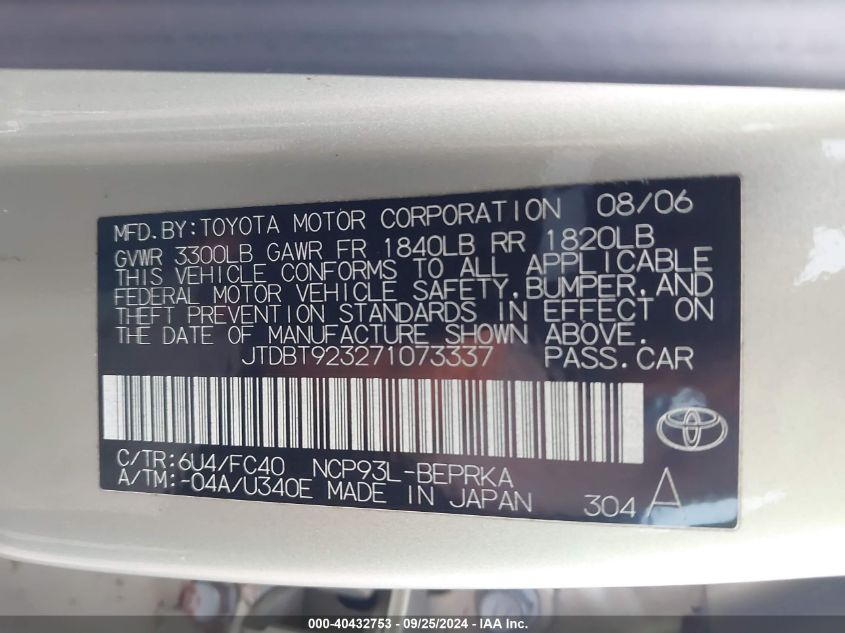 MFD.BY:TOYOTA MOTOR CORPORATION 08/06
GVWR 3300LB GAWR FR 1840LB RR 1820LB
THIS VEHICLE CONFORMS TO ALL APPLICABLE
FEDERAL MOTOR VEHICLE SAFETY,BUMPER,AND
THEFT PREVENTION STANDARDS IN EFFECT ON
THE DATE OF MANUFACTURE SHOWN ABOVE.
JTDBT923271073337 PASS.CAR
C/TR:6U4/FC40 NCP93L-BEPRKA
A/TM:-04A/U340E MADE IN JAPAN 304 A
000-40432753 - 09/25/2024 - IAA Inc.